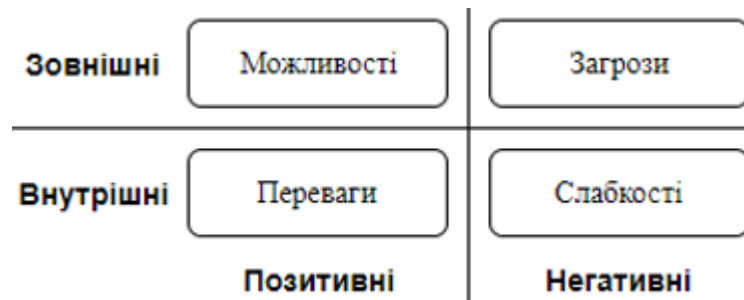 Зовнішні Можливості Загрози
Внутрішні Переваги Слабкості
Позитивні Негативні